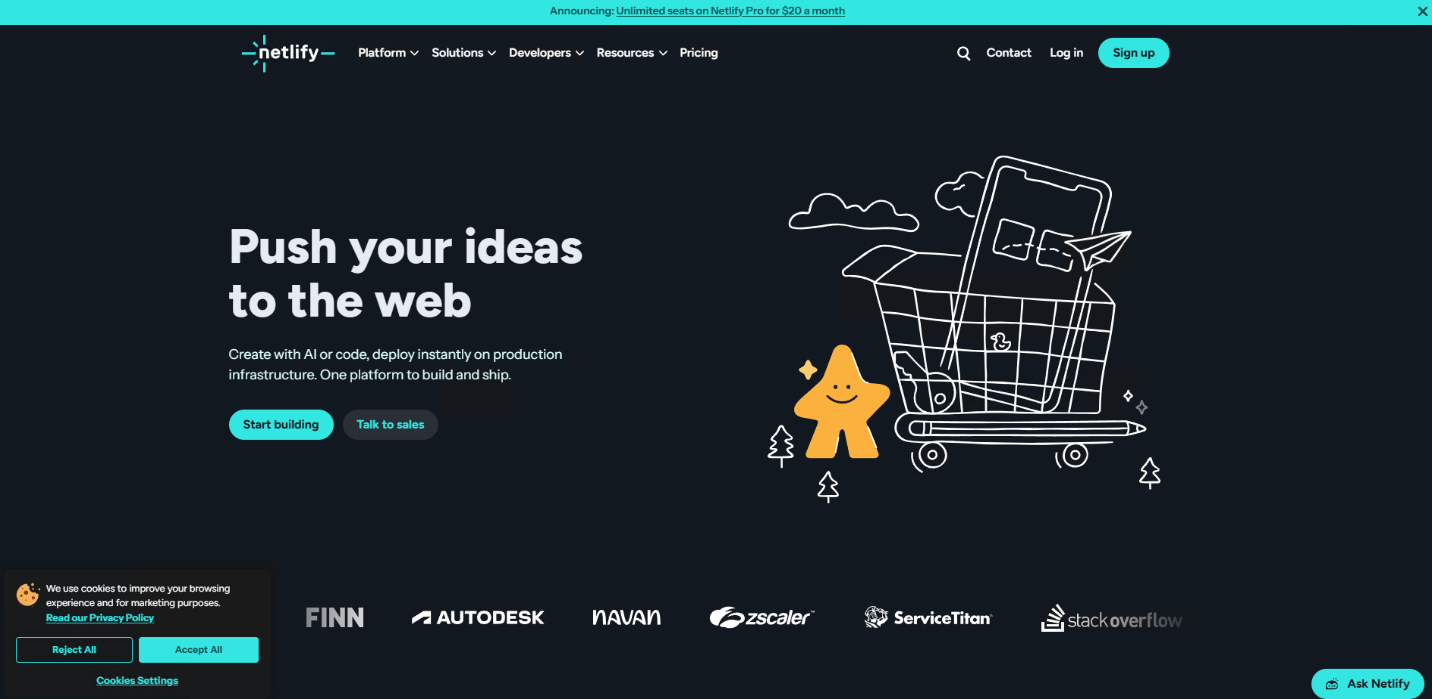 Announcing: Unlimited seats on Netlify Pro for $20 a month
netlify
Platform
Solutions
Developers
Resources
Pricing
Contact
Log in
Sign up
Push your ideas
to the web
Create with AI or code, deploy instantly on production
infrastructure. One platform to build and ship.
Start building
Talk to sales
We use cookies to improve your browsing
experience and for marketing purposes.
Read our Privacy Policy
Reject All
Accept All
Cookies Settings
FINN
AUTODESK
NAVAN
zscaler™
ServiceTitan®
stack overflow
Ask Netlify